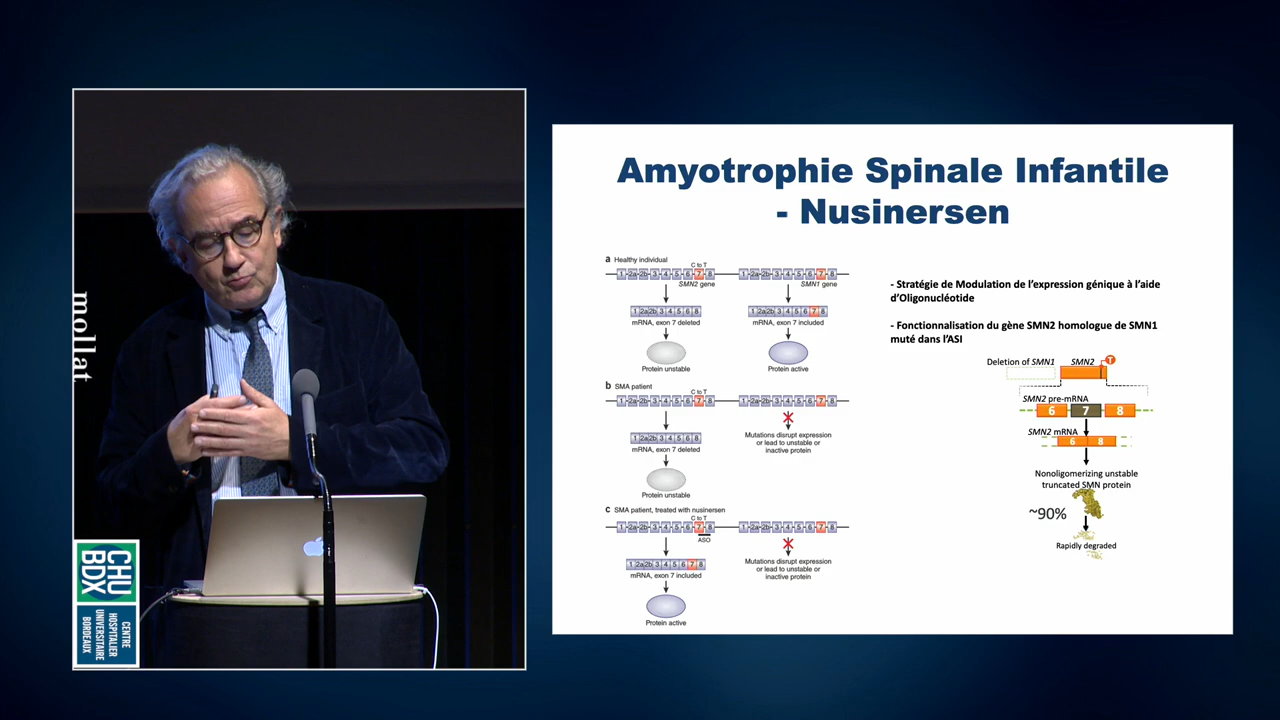 mollat
CHU
BDX
CENTRE
HOSPITALIER
UNIVERSITAIRE
BORDEAUX
Amyotrophie Spinale Infantile
- Nusinersen
a Healthy individual
C to T
1 2a 2b 3 4 5 6 7 8
1 2a 2b 3 4 5 6 7 8
SMN2 gene
SMN1 gene
1 2a 2b 3 4 5 6 8
1 2a 2b 3 4 5 6 7 8
mRNA, exon 7 deleted
mRNA, exon 7 included
Protein unstable
Protein active
b SMA patient
C to T
1 2a 2b 3 4 5 6 7 8
1 2a 2b 3 4 5 6 7 8
1 2a 2b 3 4 5 6 8
mRNA, exon 7 deleted
Mutations disrupt expression
or lead to unstable or
inactive protein
Protein unstable
c SMA patient, treated with nusinersen
C to T
1 2a 2b 3 4 5 6 7 8
1 2a 2b 3 4 5 6 7 8
ASO
1 2a 2b 3 4 5 6 7 8
mRNA, exon 7 included
Mutations disrupt expression
or lead to unstable or
inactive protein
Protein active
- Stratégie de Modulation de l'expression génique à l'aide
d'Oligonucléotide
- Fonctionnalisation du gène SMN2 homologue de SMN1
muté dans l'ASI
Deletion of SMN1
SMN2
T
SMN2 pre-mRNA
6 7 8
SMN2 mRNA
6 8
Nonoligomerizing unstable
truncated SMN protein
~90%
Rapidly degraded